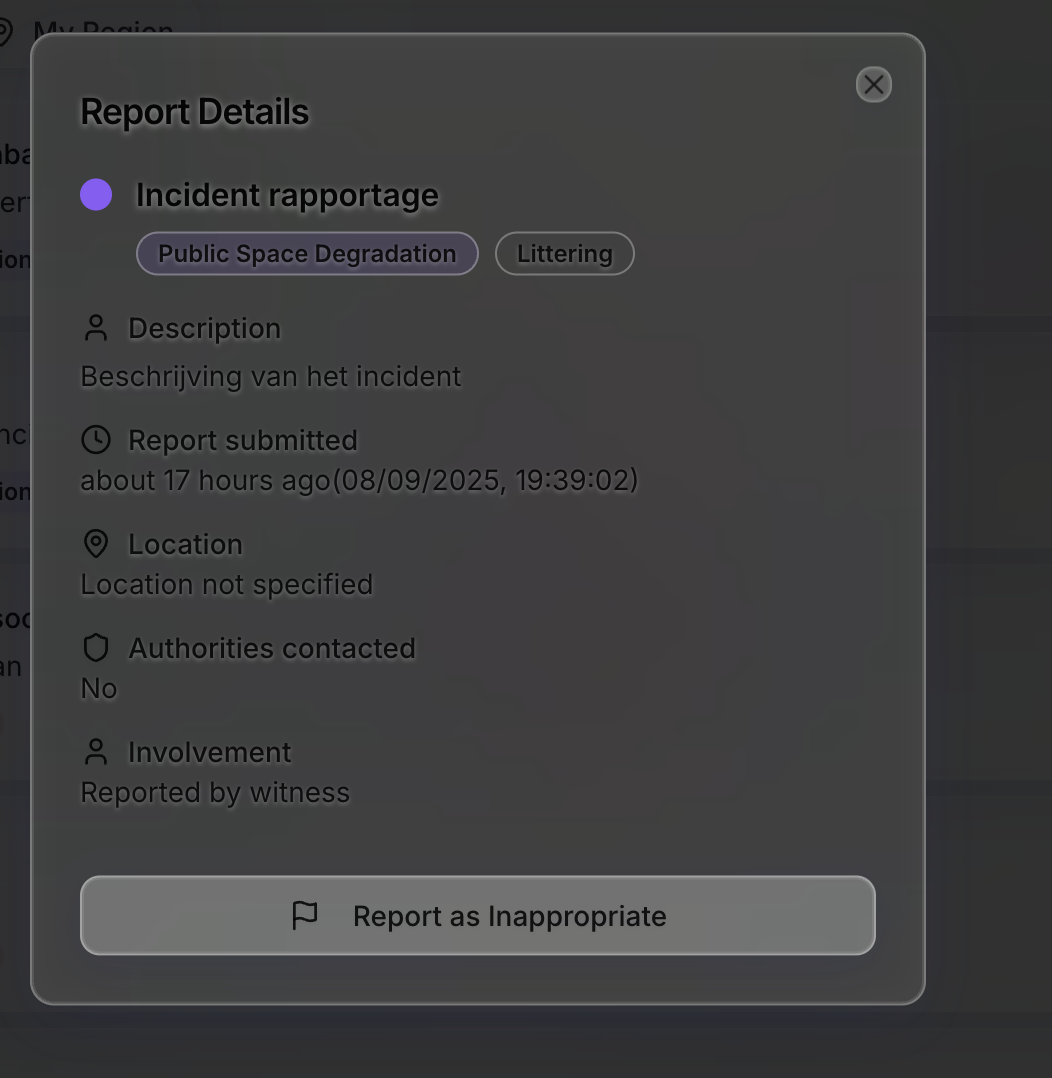 My Region
Report Details
Incident rapportage
Public Space Degradation
Littering
Description
Beschrijving van het incident
Report submitted
about 17 hours ago(08/09/2025, 19:39:02)
Location
Location not specified
Authorities contacted
No
Involvement
Reported by witness
Report as Inappropriate